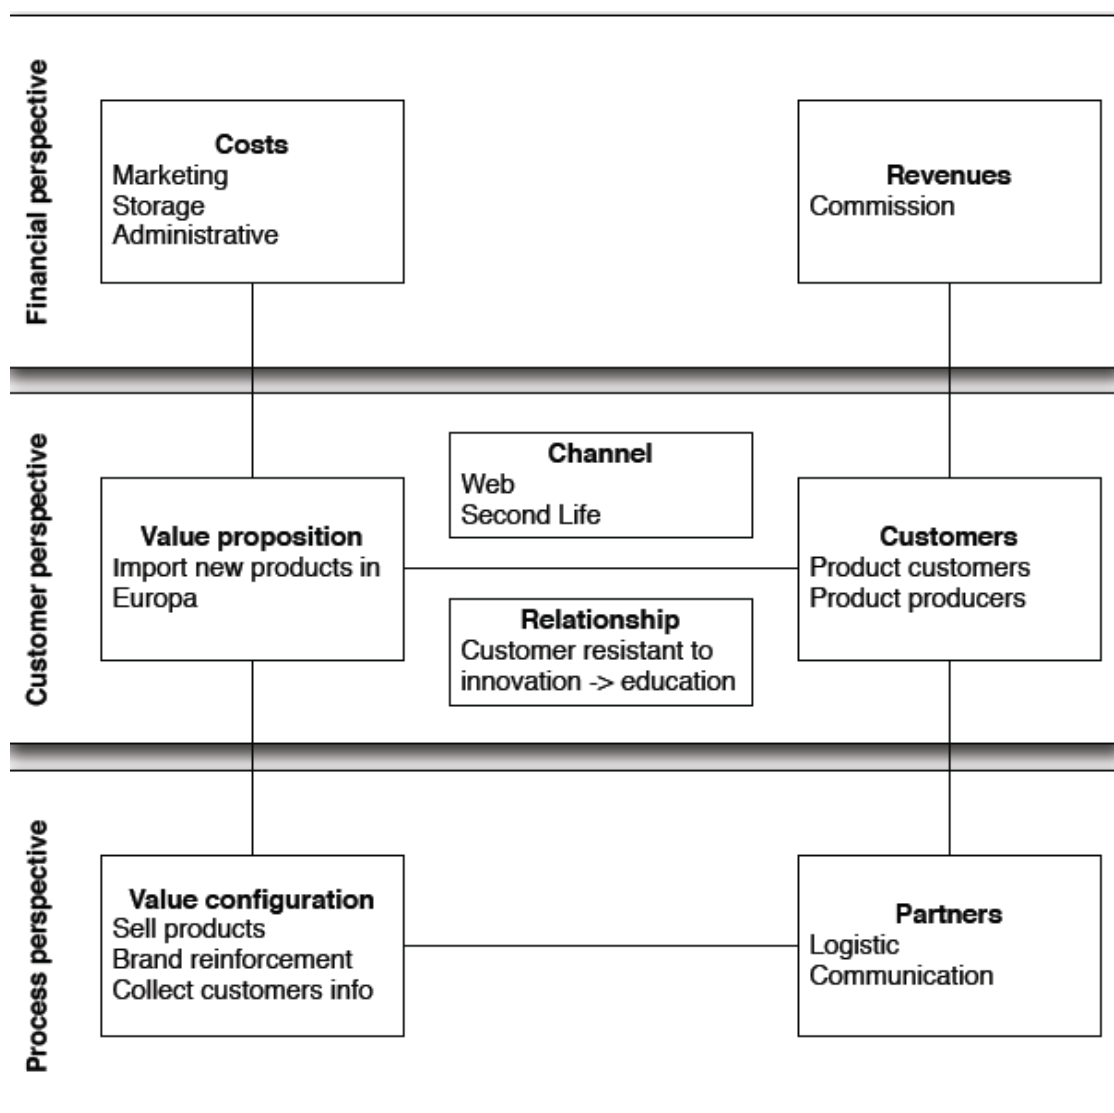 Financial perspective
Costs
Marketing
Storage
Administrative
Revenues
Commission
Customer perspective
Channel
Web
Second Life
Value proposition
Import new products in
Europa
Customers
Product customers
Product producers
Relationship
Customer resistant to
innovation -> education
Process perspective
Value configuration
Sell products
Brand reinforcement
Collect customers info
Partners
Logistic
Communication